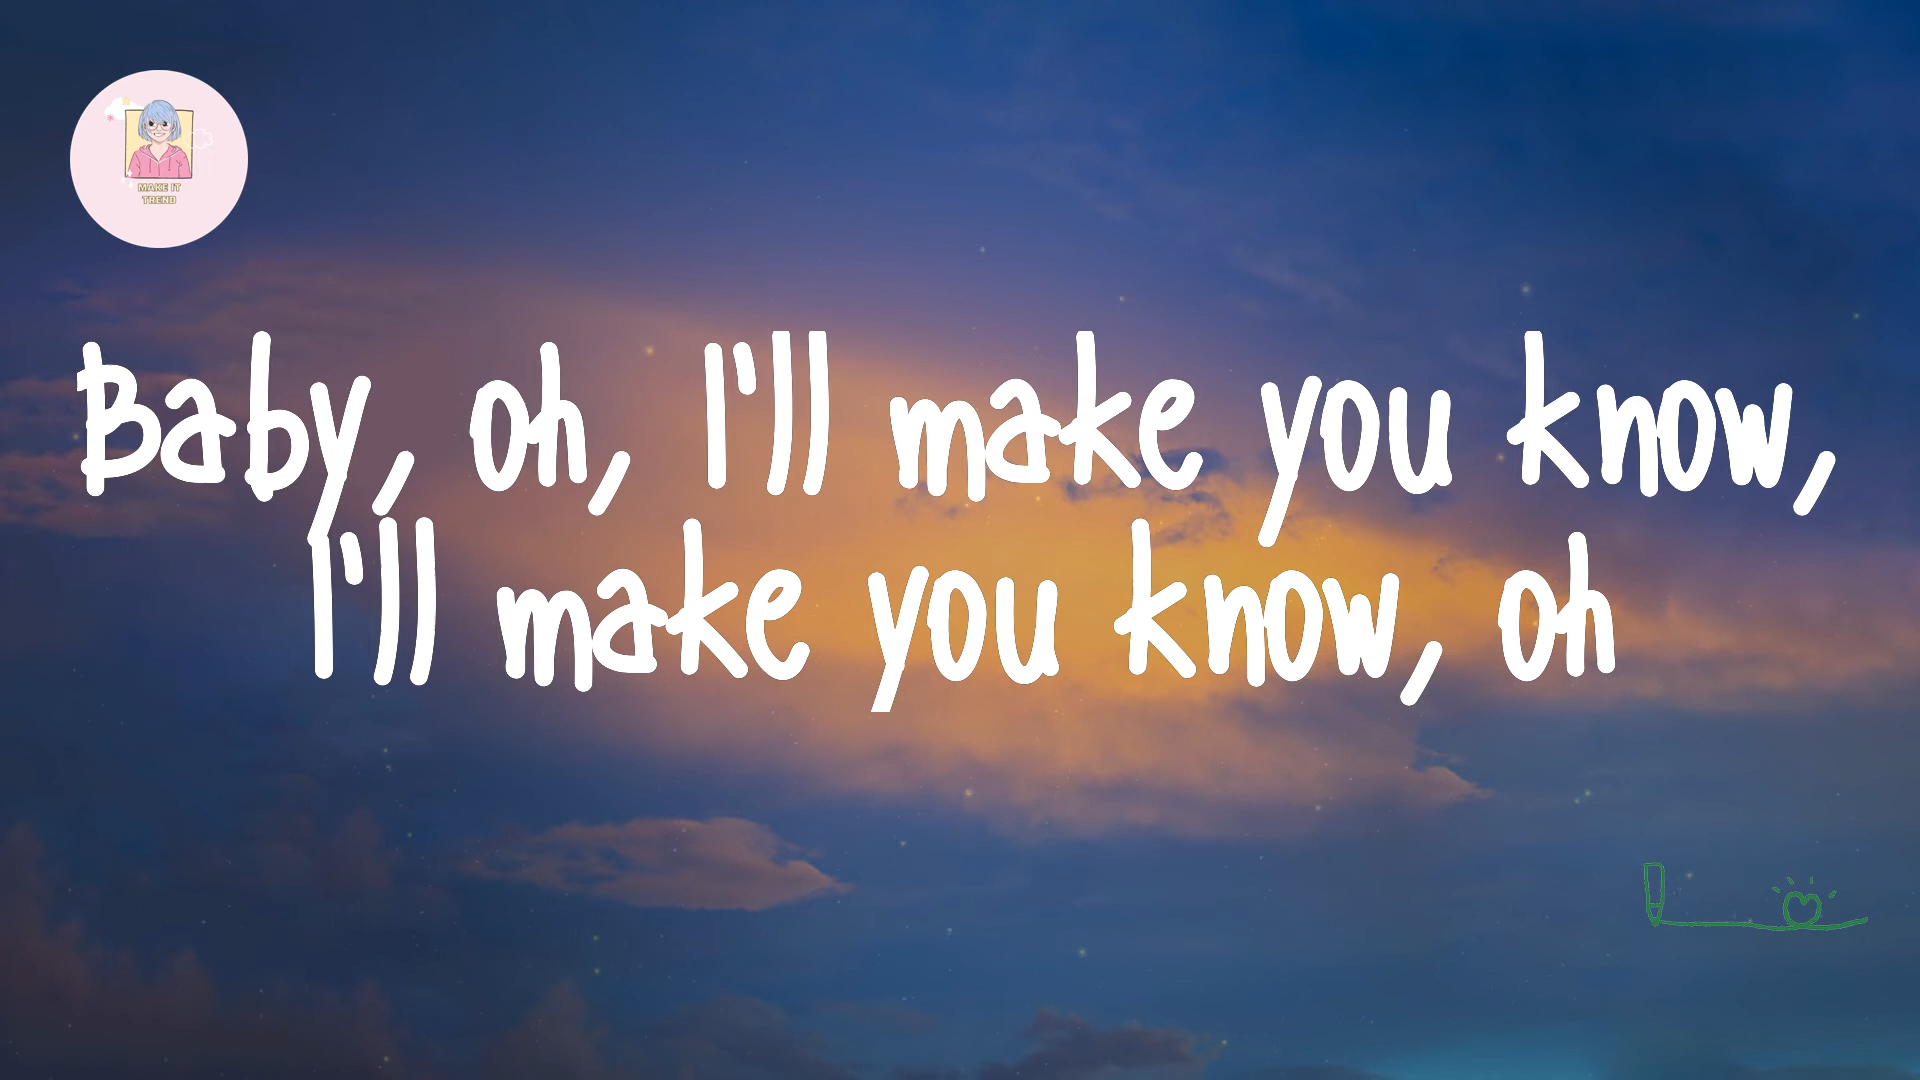 MAKE IT
TREND
Baby, oh, I'll make you know,
I'll make you know, oh